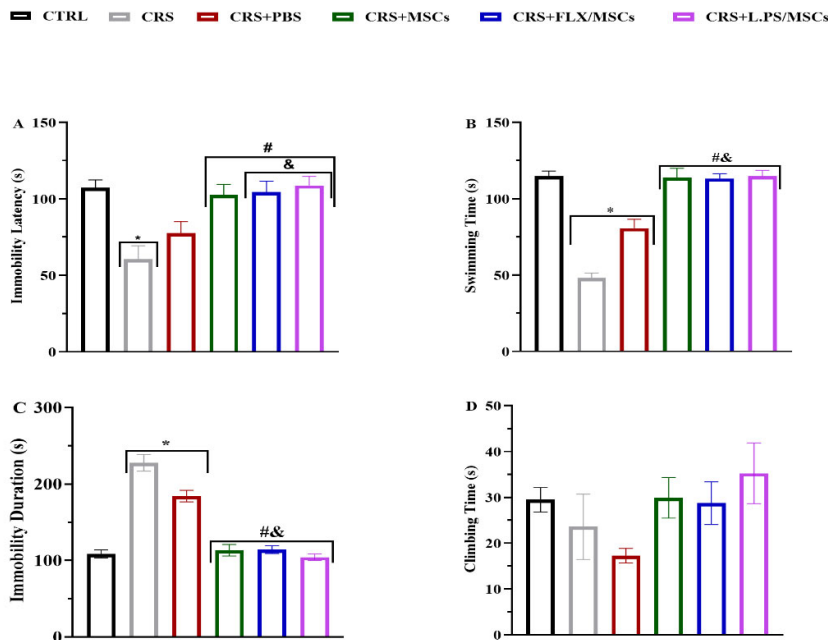 CTRL CRS CRS+PBS CRS+MSCs CRS+FLX/MSCs CRS+L.PS/MSCs
A
150
100
50
0
Immobility Latency (s)
*
#
&
B
150
100
50
0
Swimming Time (s)
*
#&
C
300
200
100
0
Immobility Duration (s)
*
#&
D
50
40
30
20
10
0
Climbing Time (s)